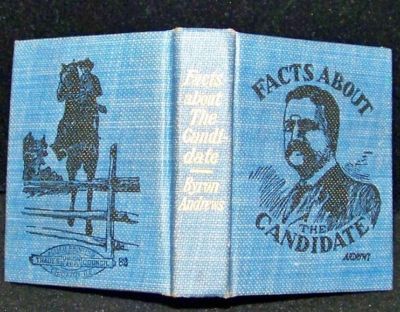 Facts
about
The
Candi-
date
Byron
Andrews
FACTS ABOUT
THE
CANDIDATE